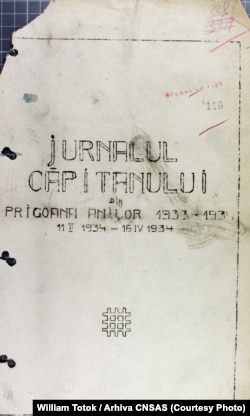 116
JURNALUL
CĂPITANULUI
din
PRIGOANA ANILOR 1933-193
11 II 1934 - 16 IV 1934
William Totok / Arhiva CNSAS (Courtesy Photo)